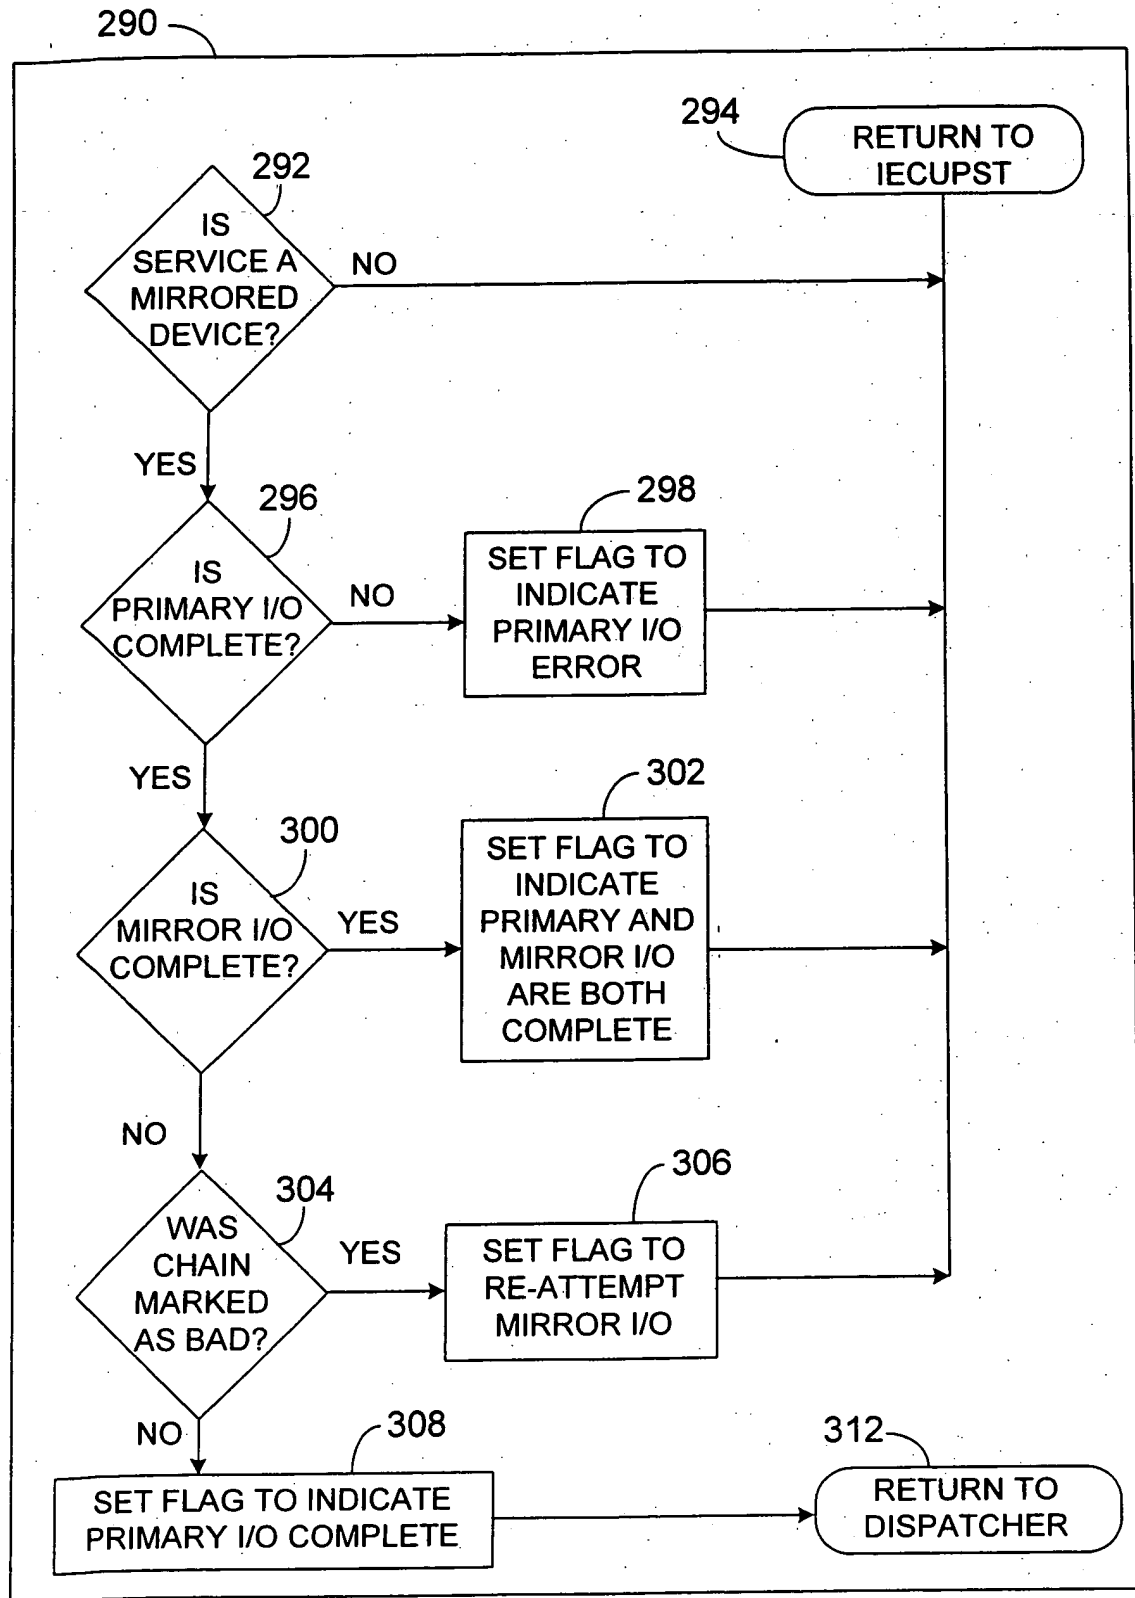 290
294
RETURN TO
IECUPST
292
IS
SERVICE A
MIRRORED
DEVICE?
NO
YES
296
IS
PRIMARY I/O
COMPLETE?
NO
298
SET FLAG TO
INDICATE
PRIMARY I/O
ERROR
YES
300
IS
MIRROR I/O
COMPLETE?
YES
302
SET FLAG TO
INDICATE
PRIMARY AND
MIRROR I/O
ARE BOTH
COMPLETE
NO
304
WAS
CHAIN
MARKED
AS BAD?
YES
306
SET FLAG TO
RE-ATTEMPT
MIRROR I/O
NO
308
SET FLAG TO INDICATE
PRIMARY I/O COMPLETE
312
RETURN TO
DISPATCHER